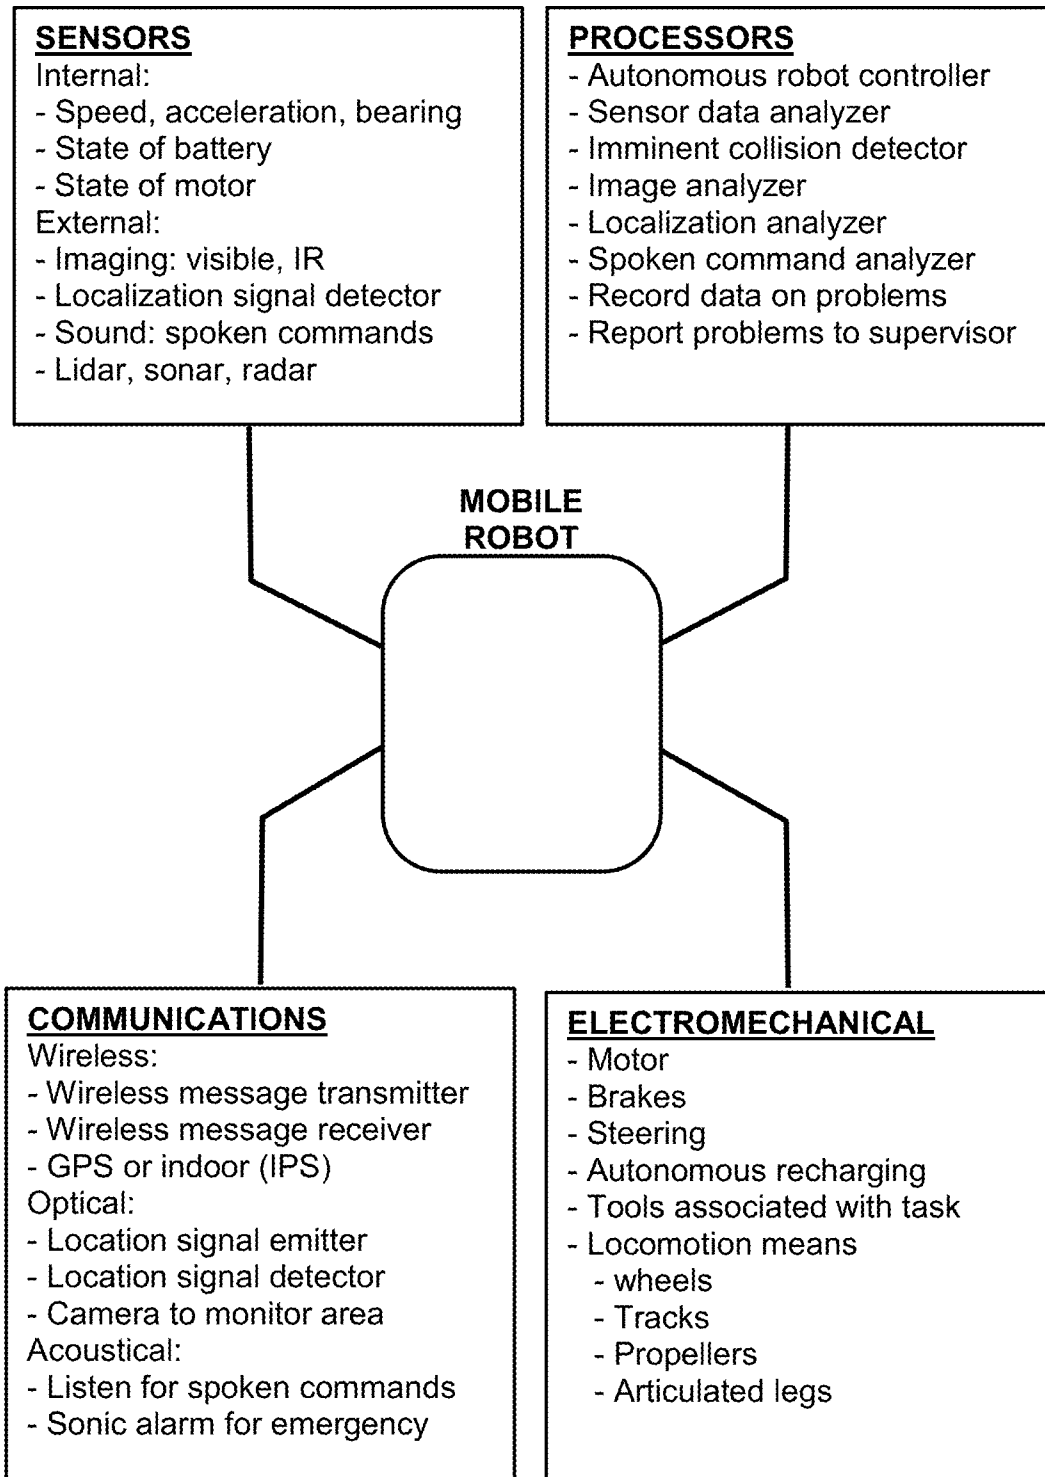 SENSORS
Internal:
- Speed, acceleration, bearing
- State of battery
- State of motor
External:
- Imaging: visible, IR
- Localization signal detector
- Sound: spoken commands
- Lidar, sonar, radar
PROCESSORS
- Autonomous robot controller
- Sensor data analyzer
- Imminent collision detector
- Image analyzer
- Localization analyzer
- Spoken command analyzer
- Record data on problems
- Report problems to supervisor
MOBILE
ROBOT
COMMUNICATIONS
Wireless:
- Wireless message transmitter
- Wireless message receiver
- GPS or indoor (IPS)
Optical:
- Location signal emitter
- Location signal detector
- Camera to monitor area
Acoustical:
- Listen for spoken commands
- Sonic alarm for emergency
ELECTROMECHANICAL
- Motor
- Brakes
- Steering
- Autonomous recharging
- Tools associated with task
- Locomotion means
- wheels
- Tracks
- Propellers
- Articulated legs